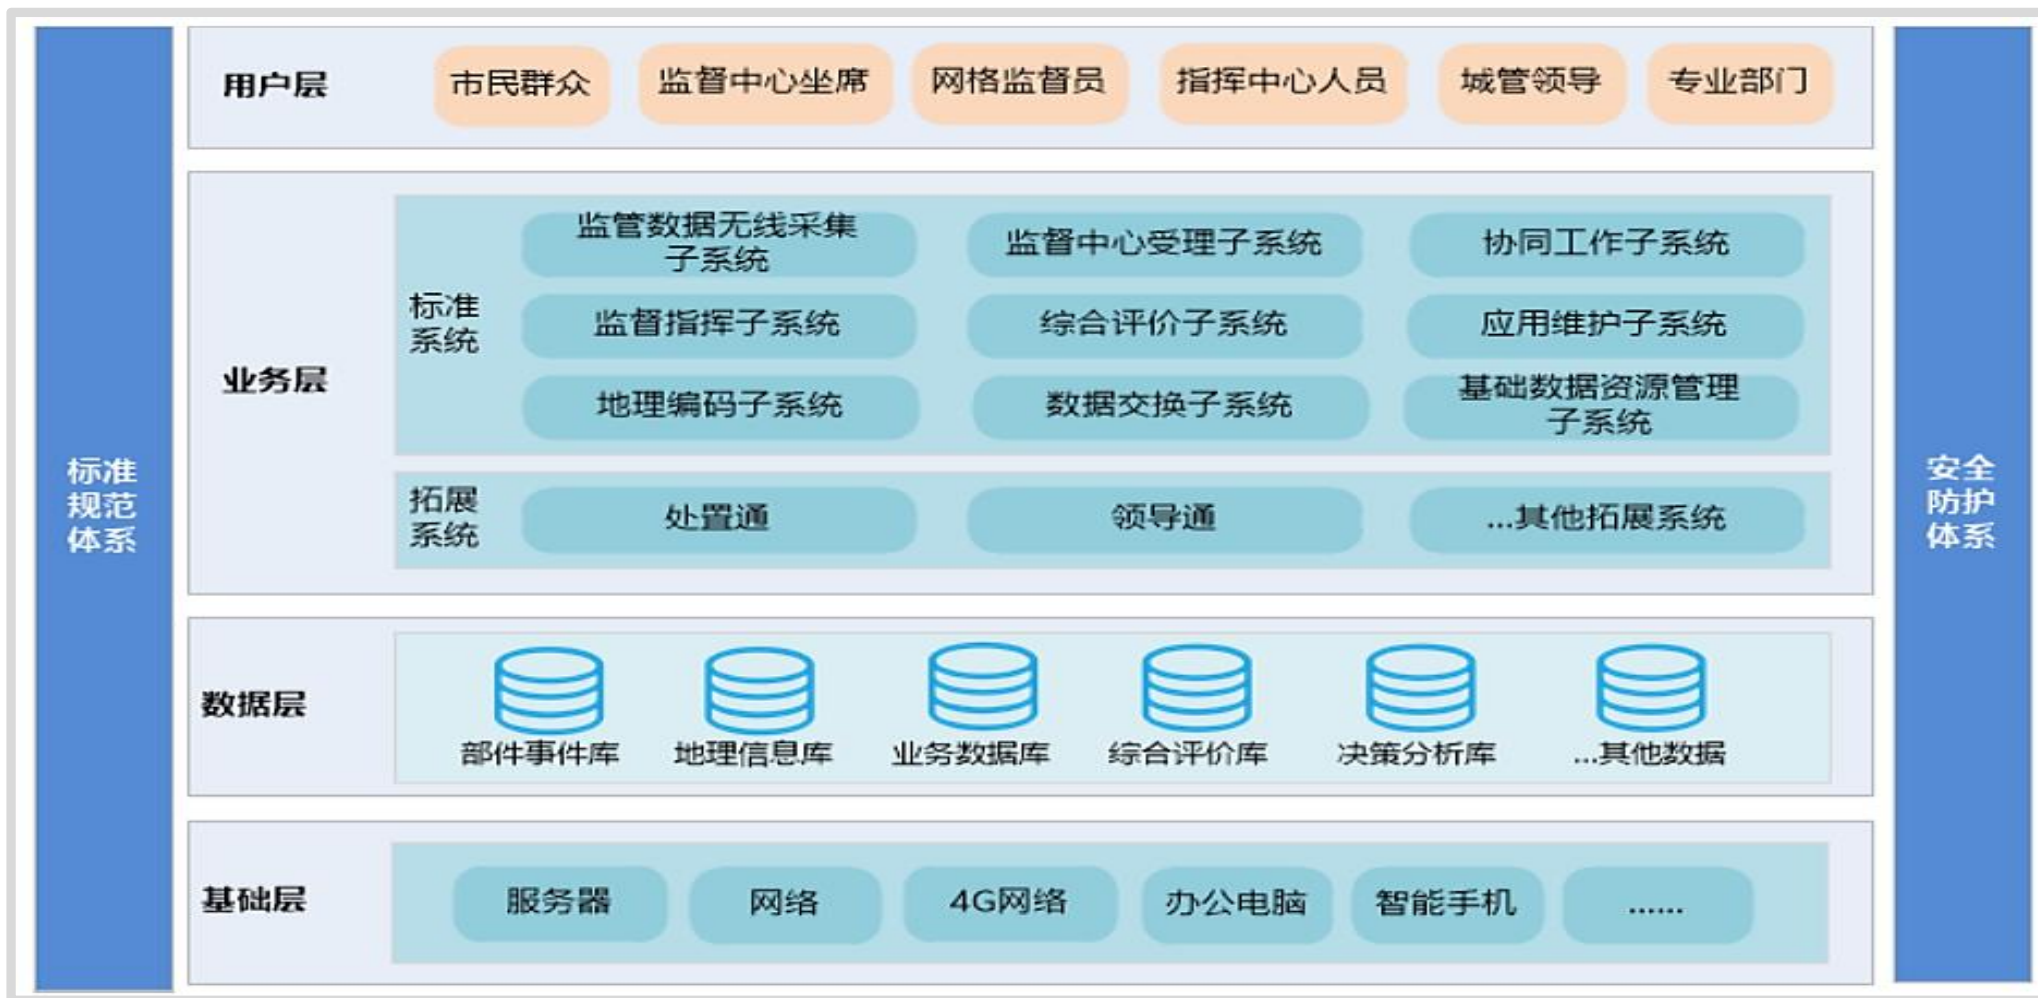 标准
规范
体系
用户层
市民群众
监督中心坐席
网格监督员
指挥中心人员
城管领导
专业部门
业务层
标准
系统
监管数据无线采集
子系统
监督中心受理子系统
协同工作子系统
监督指挥子系统
综合评价子系统
应用维护子系统
地理编码子系统
数据交换子系统
基础数据资源管理
子系统
拓展
系统
处置通
领导通
...其他拓展系统
数据层
部件事件库
地理信息库
业务数据库
综合评价库
决策分析库
...其他数据
基础层
服务器
网络
4G网络
办公电脑
智能手机
......
安全
防护
体系